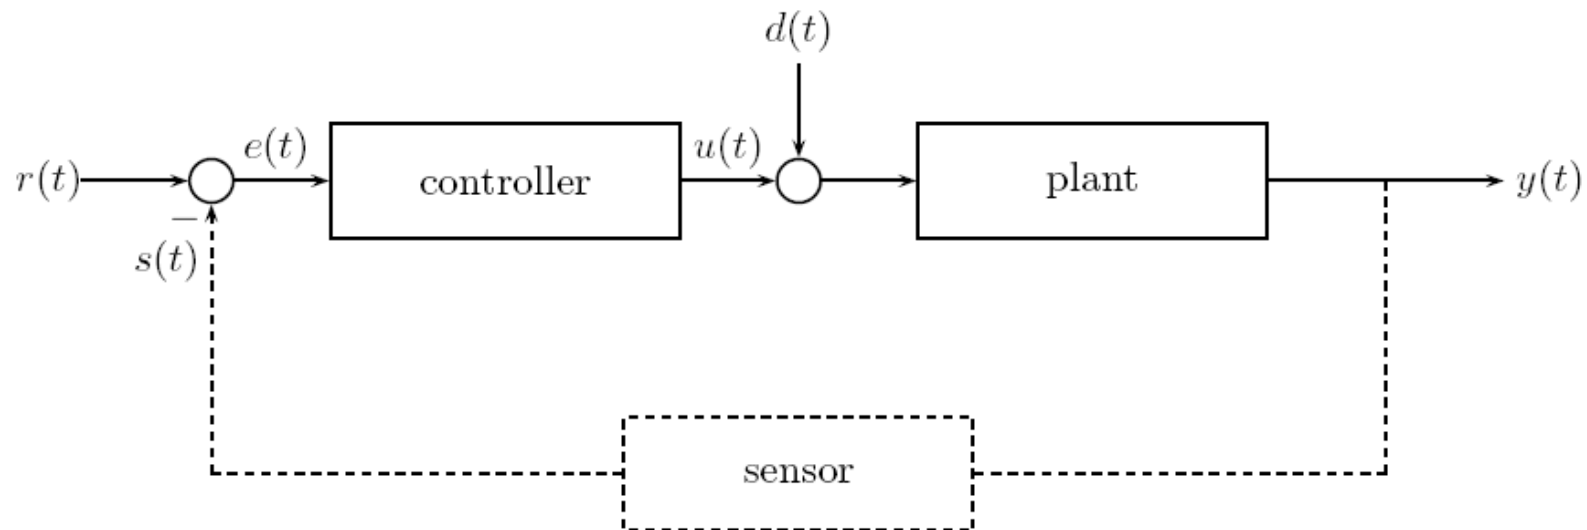 d(t)
r(t) e(t) controller u(t) plant y(t)
−
s(t)
sensor